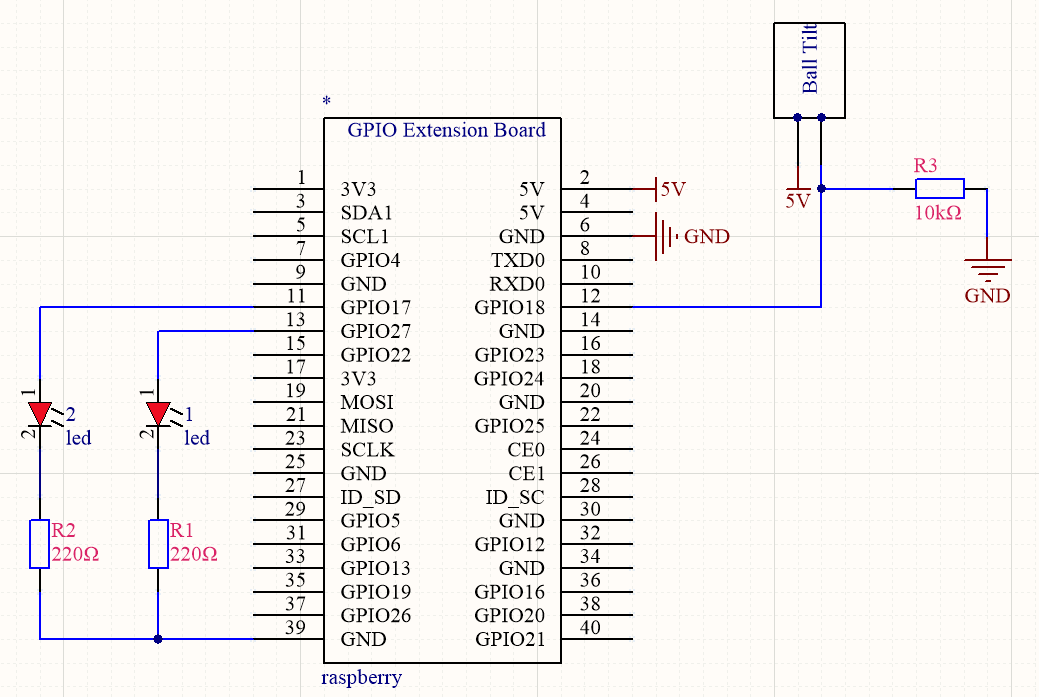 Ball Tilt
*
GPIO Extension Board
1 3V3 5V 2 5V
3 SDA1 5V 4
5 SCL1 GND 6 GND
7 GPIO4 TXD0 8
9 GND RXD0 10
11 GPIO17 GPIO18 12
13 GPIO27 GND 14
15 GPIO22 GPIO23 16
17 3V3 GPIO24 18
19 MOSI GND 20
21 MISO GPIO25 22
23 SCLK CE0 24
25 GND CE1 26
27 ID_SD ID_SC 28
29 GPIO5 GND 30
31 GPIO6 GPIO12 32
33 GPIO13 GND 34
35 GPIO19 GPIO16 36
37 GPIO26 GPIO20 38
39 GND GPIO21 40
raspberry
5V
R3
10kΩ
GND
1
2
2
led
1
2
1
led
R2
220Ω
R1
220Ω